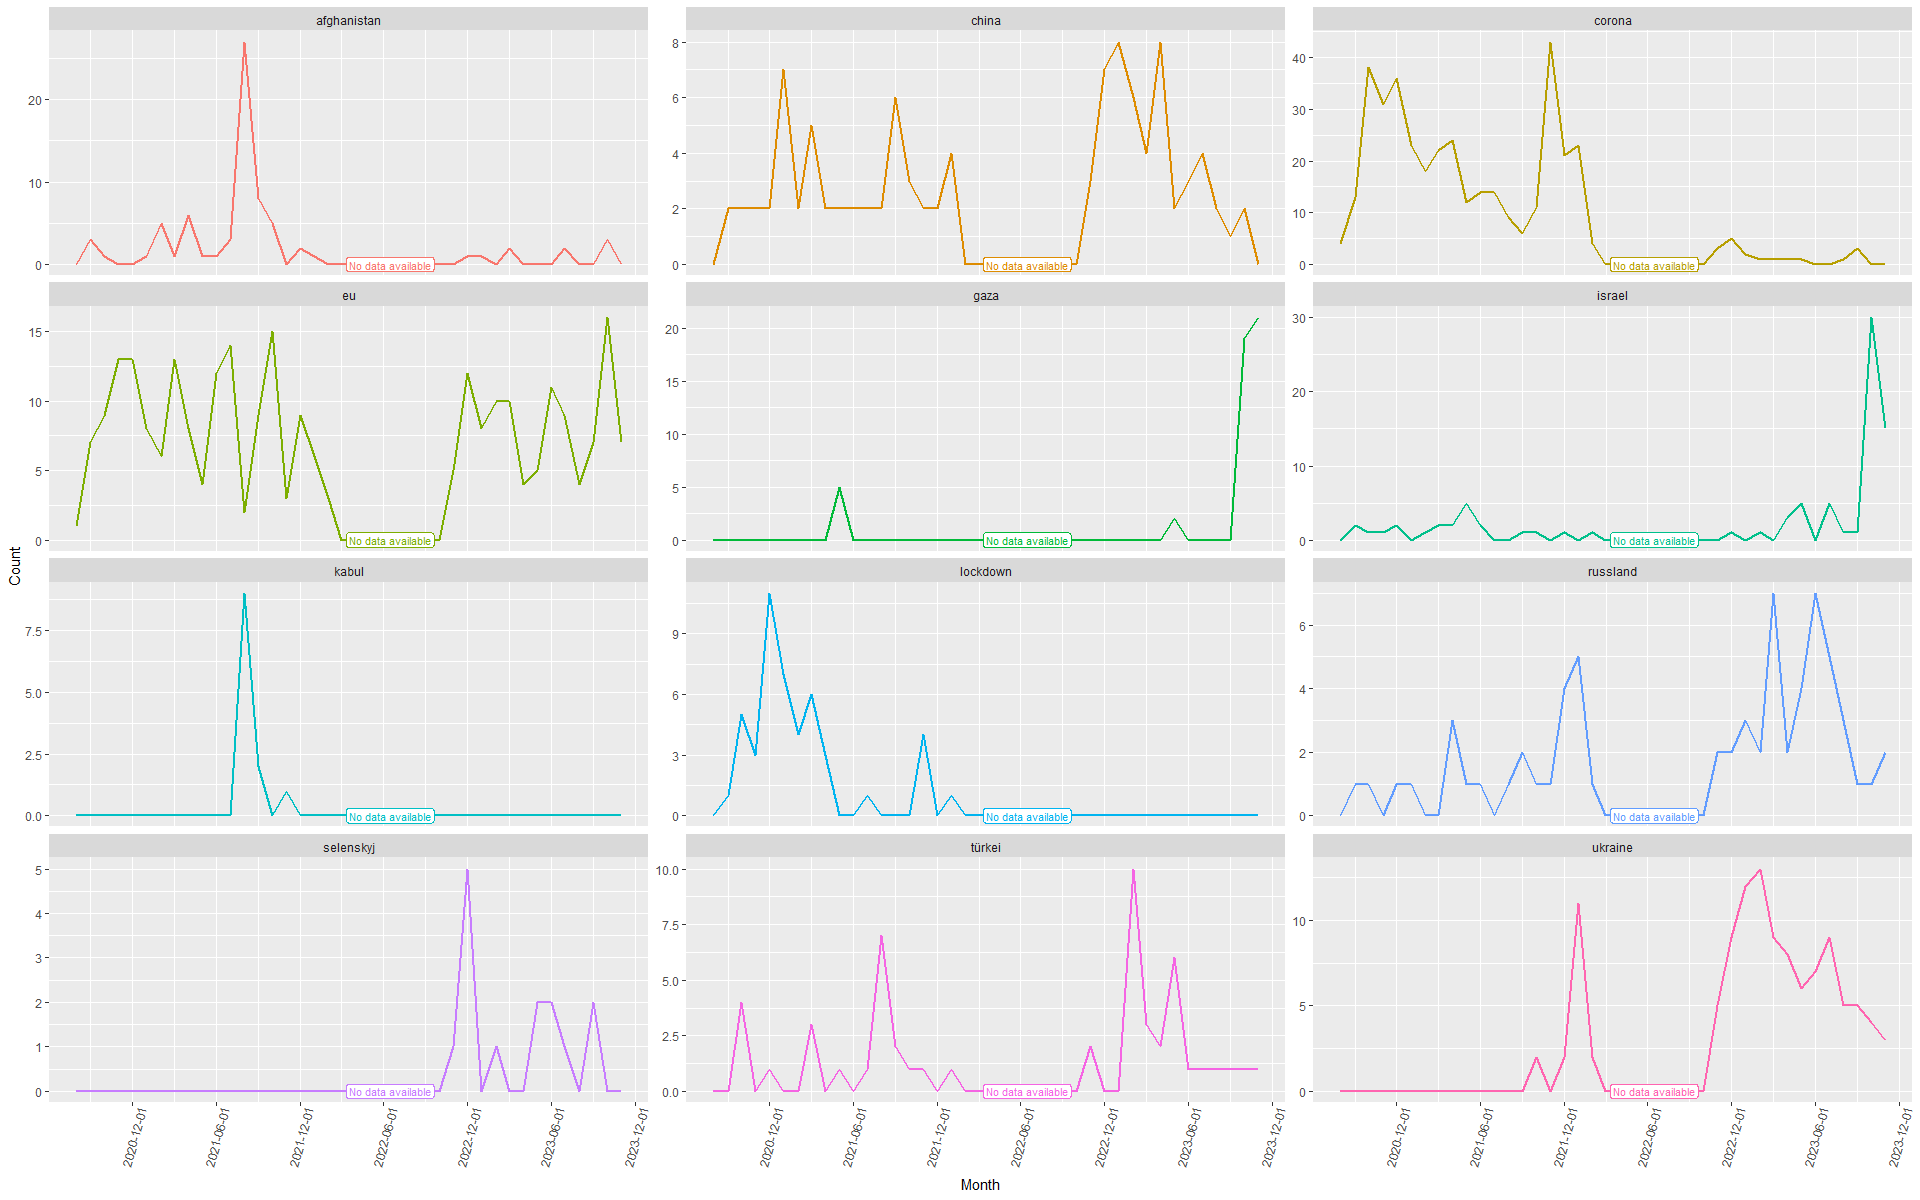 afghanistan
china
corona
20
10
0
No data available
8
6
4
2
0
No data available
40
30
20
10
0
No data available
eu
gaza
israel
15
10
5
0
No data available
20
15
10
5
0
No data available
30
20
10
0
No data available
kabul
lockdown
russland
7.5
5.0
2.5
0.0
No data available
9
6
3
0
No data available
6
4
2
0
No data available
selenskyj
türkei
ukraine
5
4
3
2
1
0
No data available
10.0
7.5
5.0
2.5
0.0
No data available
10
5
0
No data available
2020-12-01
2021-06-01
2021-12-01
2022-06-01
2022-12-01
2023-06-01
2023-12-01
2020-12-01
2021-06-01
2021-12-01
2022-06-01
2022-12-01
2023-06-01
2023-12-01
2020-12-01
2021-06-01
2021-12-01
2022-06-01
2022-12-01
2023-06-01
2023-12-01
Count
Month